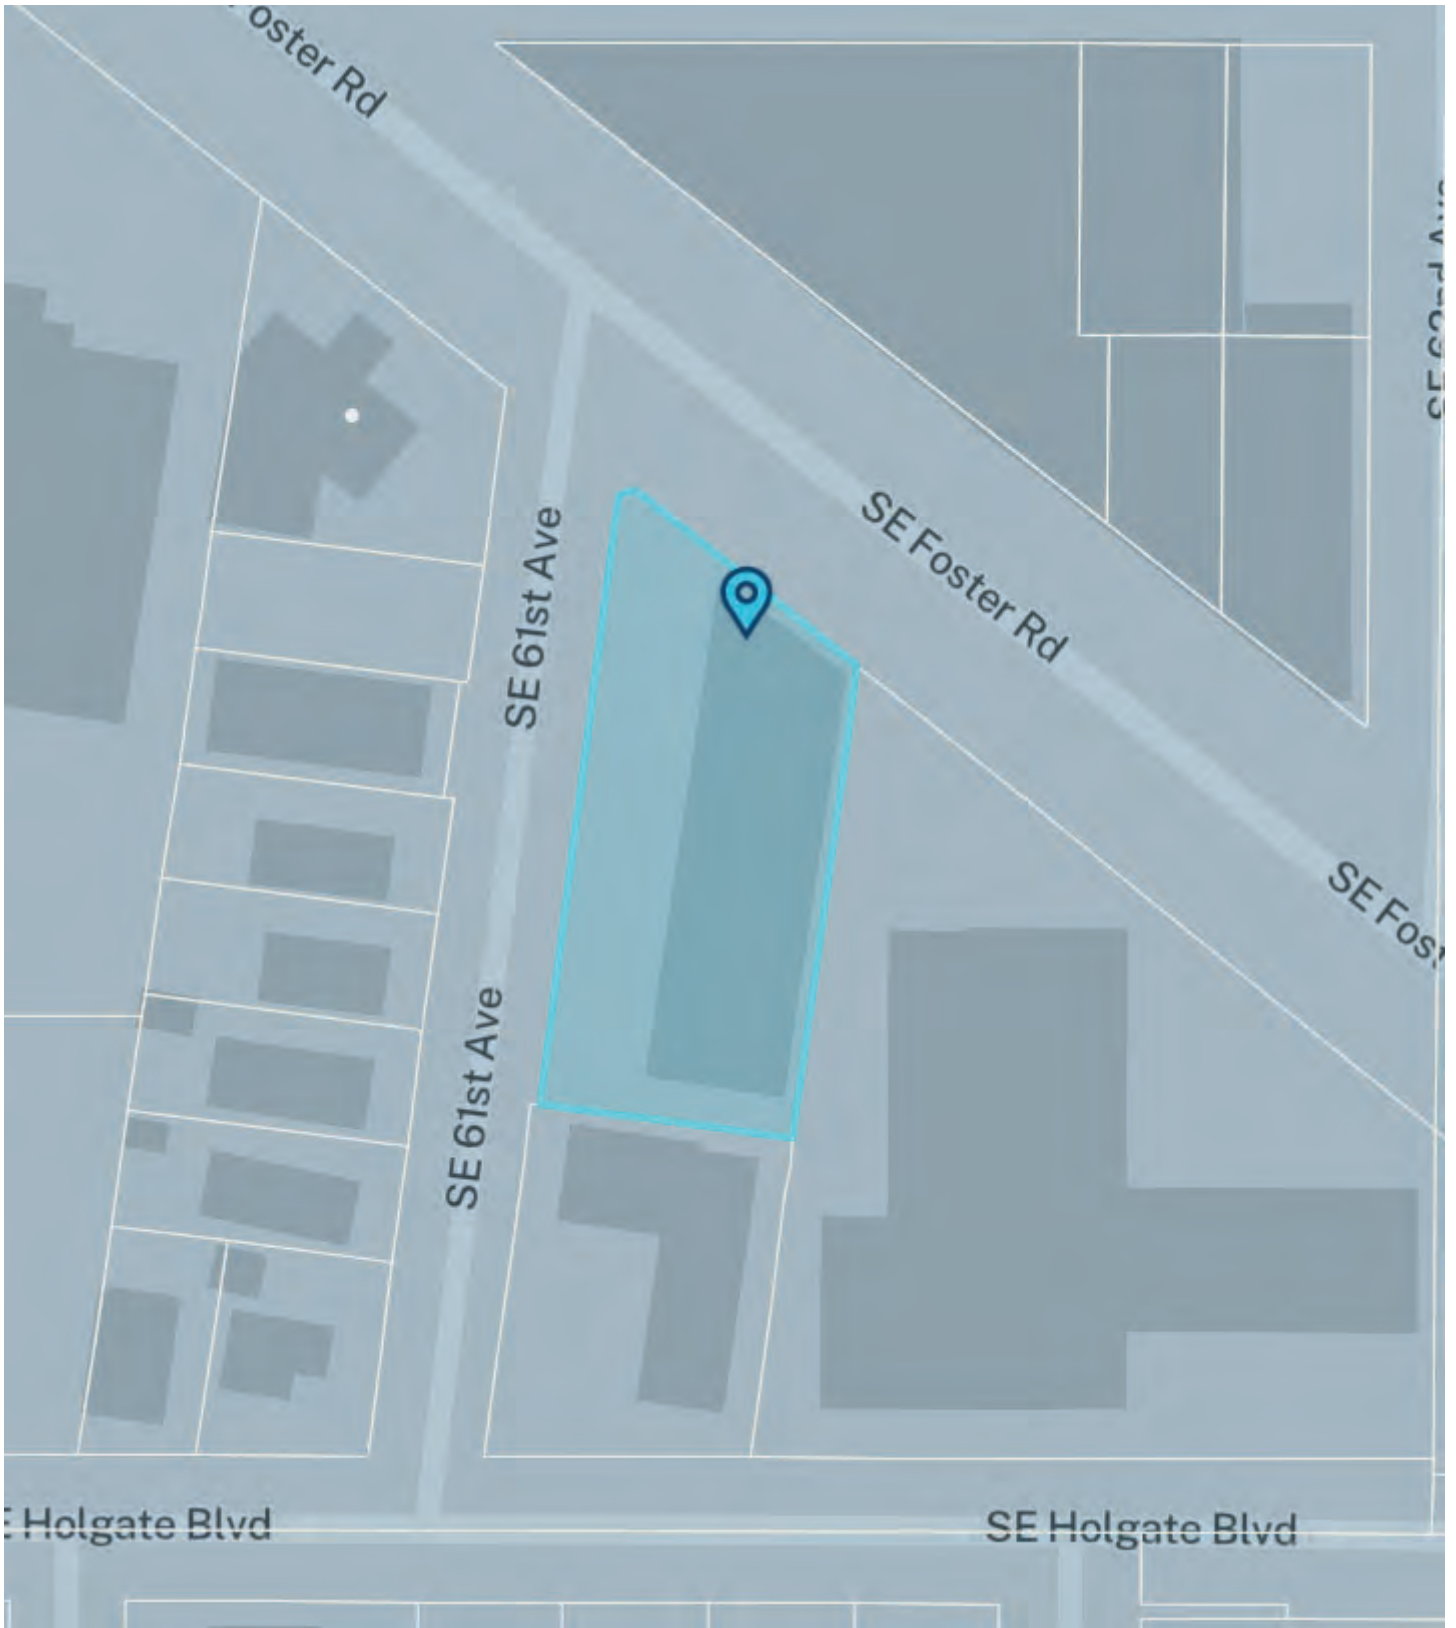 oster Rd
SE Foster Rd
SE 61st Ave
SE Fost
SE 61st Ave
Holgate Blvd
SE Holgate Blvd